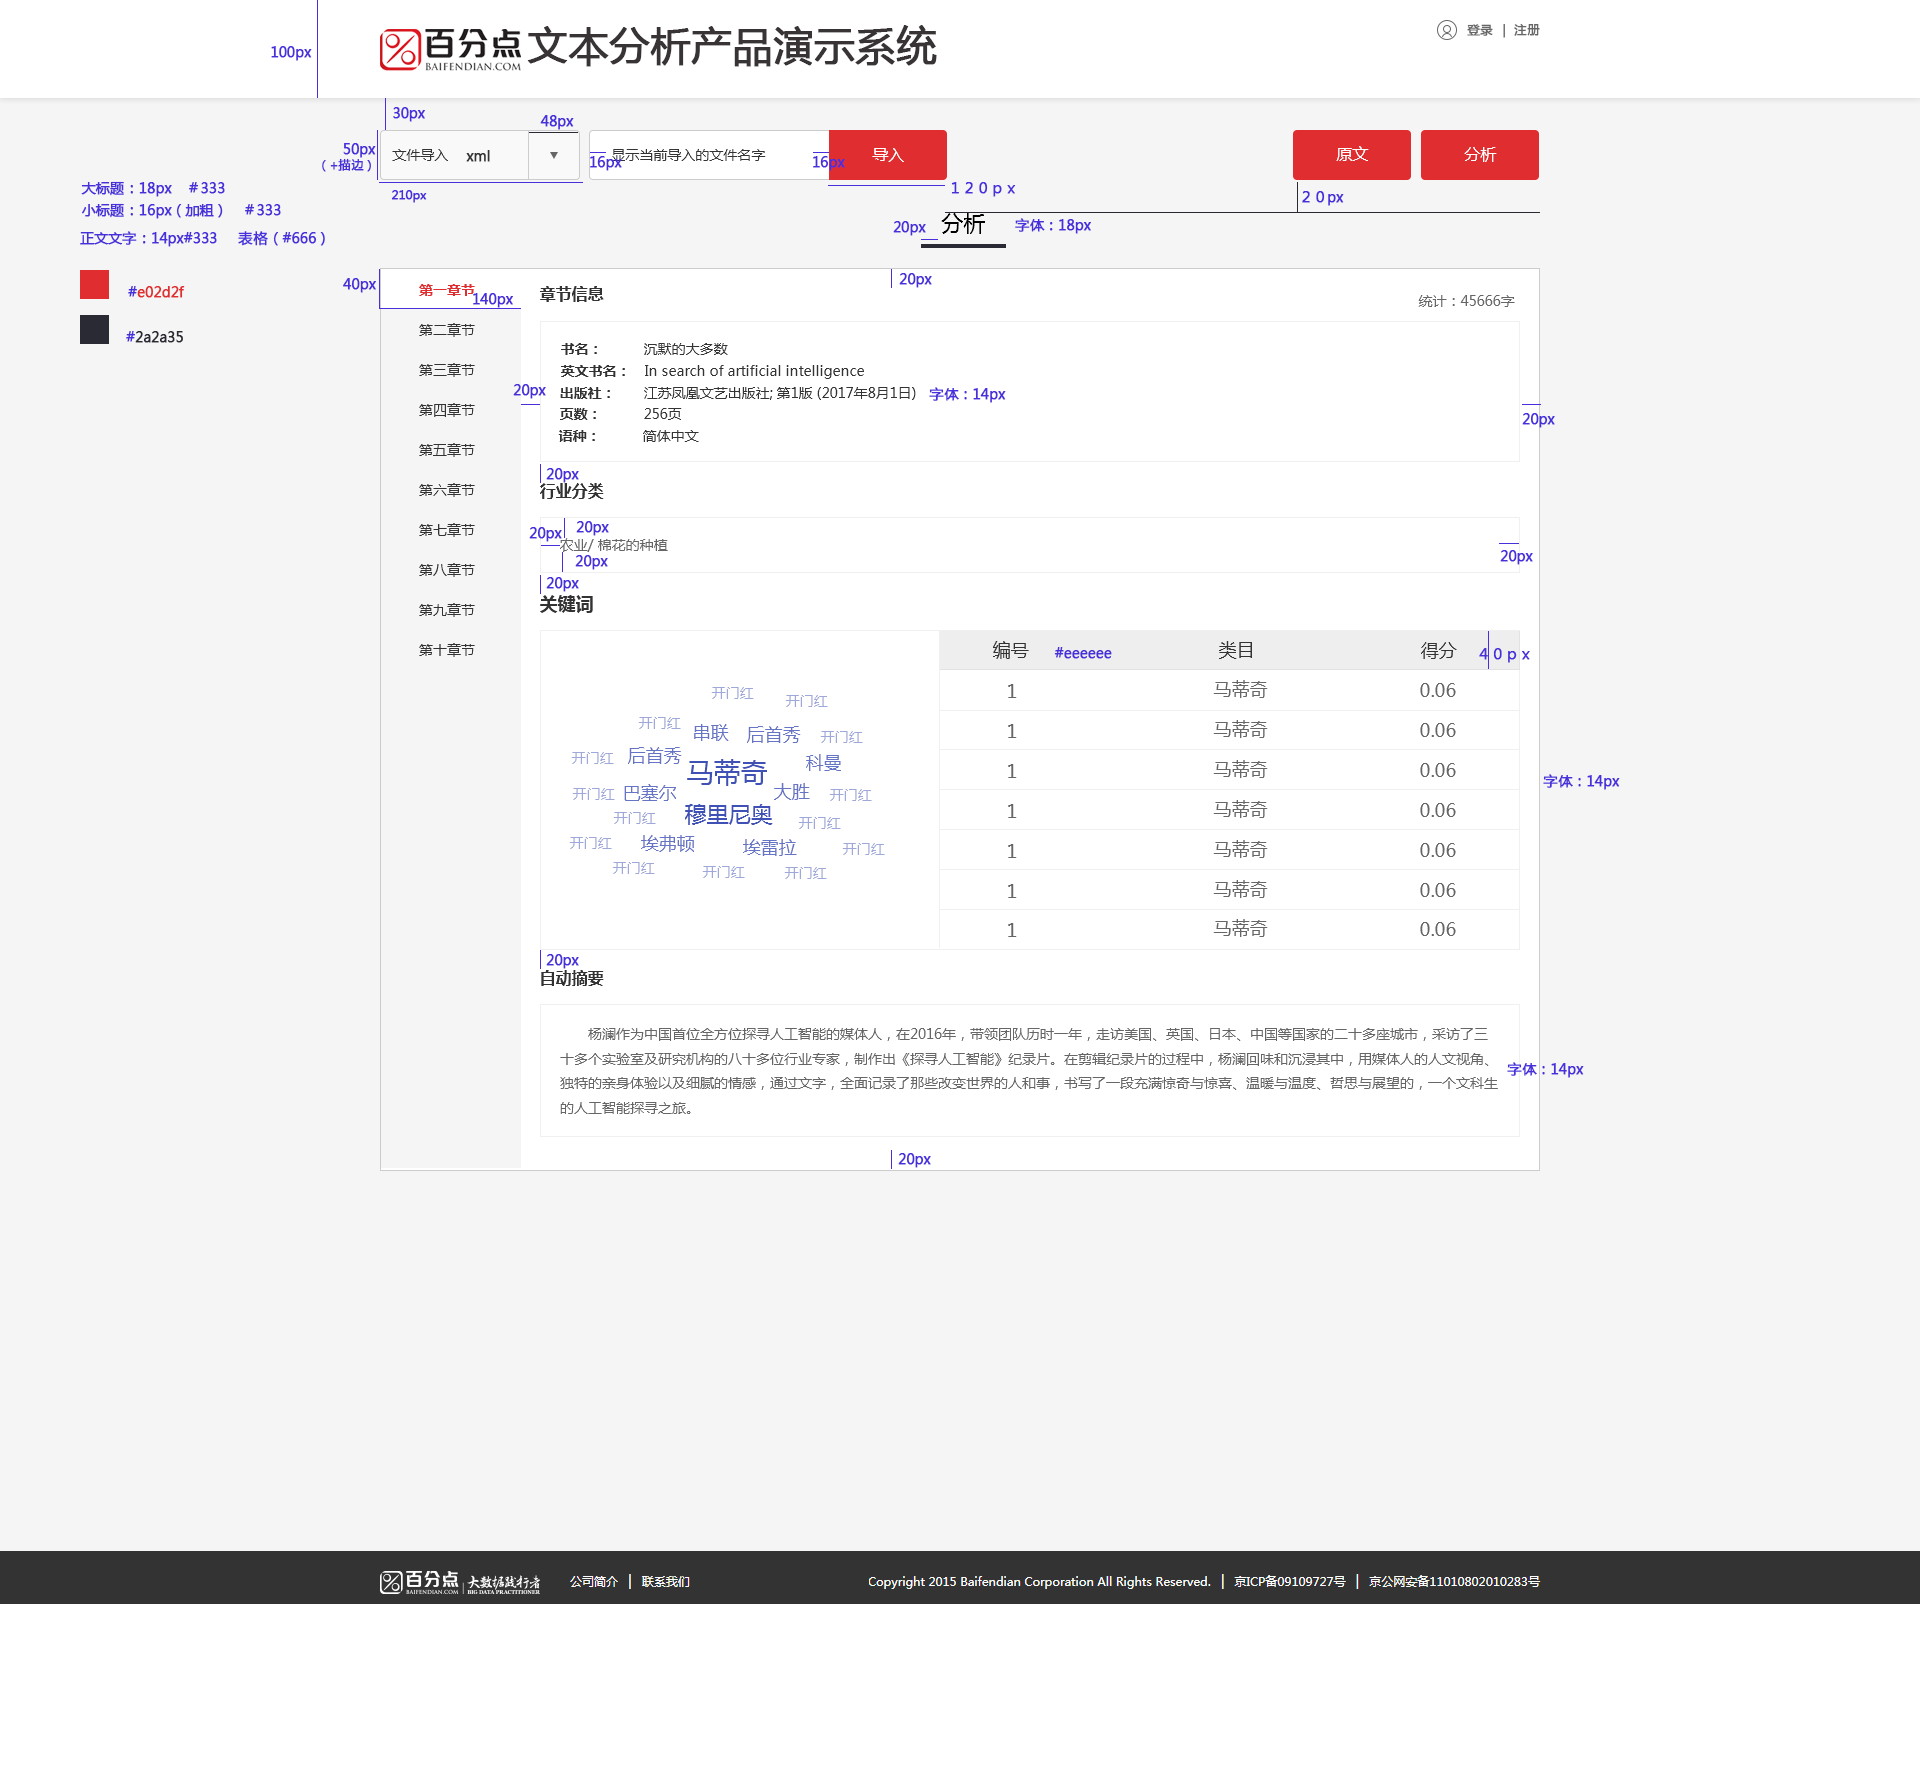 百分点 文本分析产品演示系统
BAIFENDIAN.COM
登录 | 注册
100px
30px
48px
50px
(+描边)
文件导入 xml
16px
显示当前导入的文件名字
16px
导入
原文
分析
210px
120px
20px
大标题：18px #333
小标题：16px（加粗） #333
正文文字：14px#333 表格（#666）
20px
分析
字体：18px
#e02d2f
#2a2a35
40px
第一章节
140px
第二章节
第三章节
第四章节
第五章节
第六章节
第七章节
第八章节
第九章节
第十章节
章节信息
20px
统计：45666字
书名： 沉默的大多数
英文书名： In search of artificial intelligence
出版社： 江苏凤凰文艺出版社; 第1版 (2017年8月1日) 字体：14px
页数： 256页
语种： 简体中文
20px
20px
20px
行业分类
20px
20px
农业/ 棉花的种植
20px
20px
20px
关键词
编号 #eeeeee 类目 得分 40px
1 马蒂奇 0.06
1 马蒂奇 0.06
1 马蒂奇 0.06
1 马蒂奇 0.06
1 马蒂奇 0.06
1 马蒂奇 0.06
1 马蒂奇 0.06
字体：14px
开门红 开门红
开门红 串联 后首秀 开门红
开门红 后首秀 马蒂奇 科曼
开门红 巴塞尔 大胜 开门红
开门红 穆里尼奥 开门红
开门红 埃弗顿 埃雷拉 开门红
开门红 开门红 开门红
20px
自动摘要
杨澜作为中国首位全方位探寻人工智能的媒体人，在2016年，带领团队历时一年，走访美国、英国、日本、中国等国家的二十多座城市，采访了三
十多个实验室及研究机构的八十多位行业专家，制作出《探寻人工智能》纪录片。在剪辑纪录片的过程中，杨澜回味和沉浸其中，用媒体人的人文视角、
独特的亲身体验以及细腻的情感，通过文字，全面记录了那些改变世界的人和事，书写了一段充满惊奇与惊喜、温暖与温度、哲思与展望的，一个文科生
的人工智能探寻之旅。
字体：14px
20px
百分点 | 大数据践行者
BAIFENDIAN.COM BIG DATA PRACTITIONER
公司简介 | 联系我们
Copyright 2015 Baifendian Corporation All Rights Reserved. | 京ICP备09109727号 | 京公网安备11010802010283号